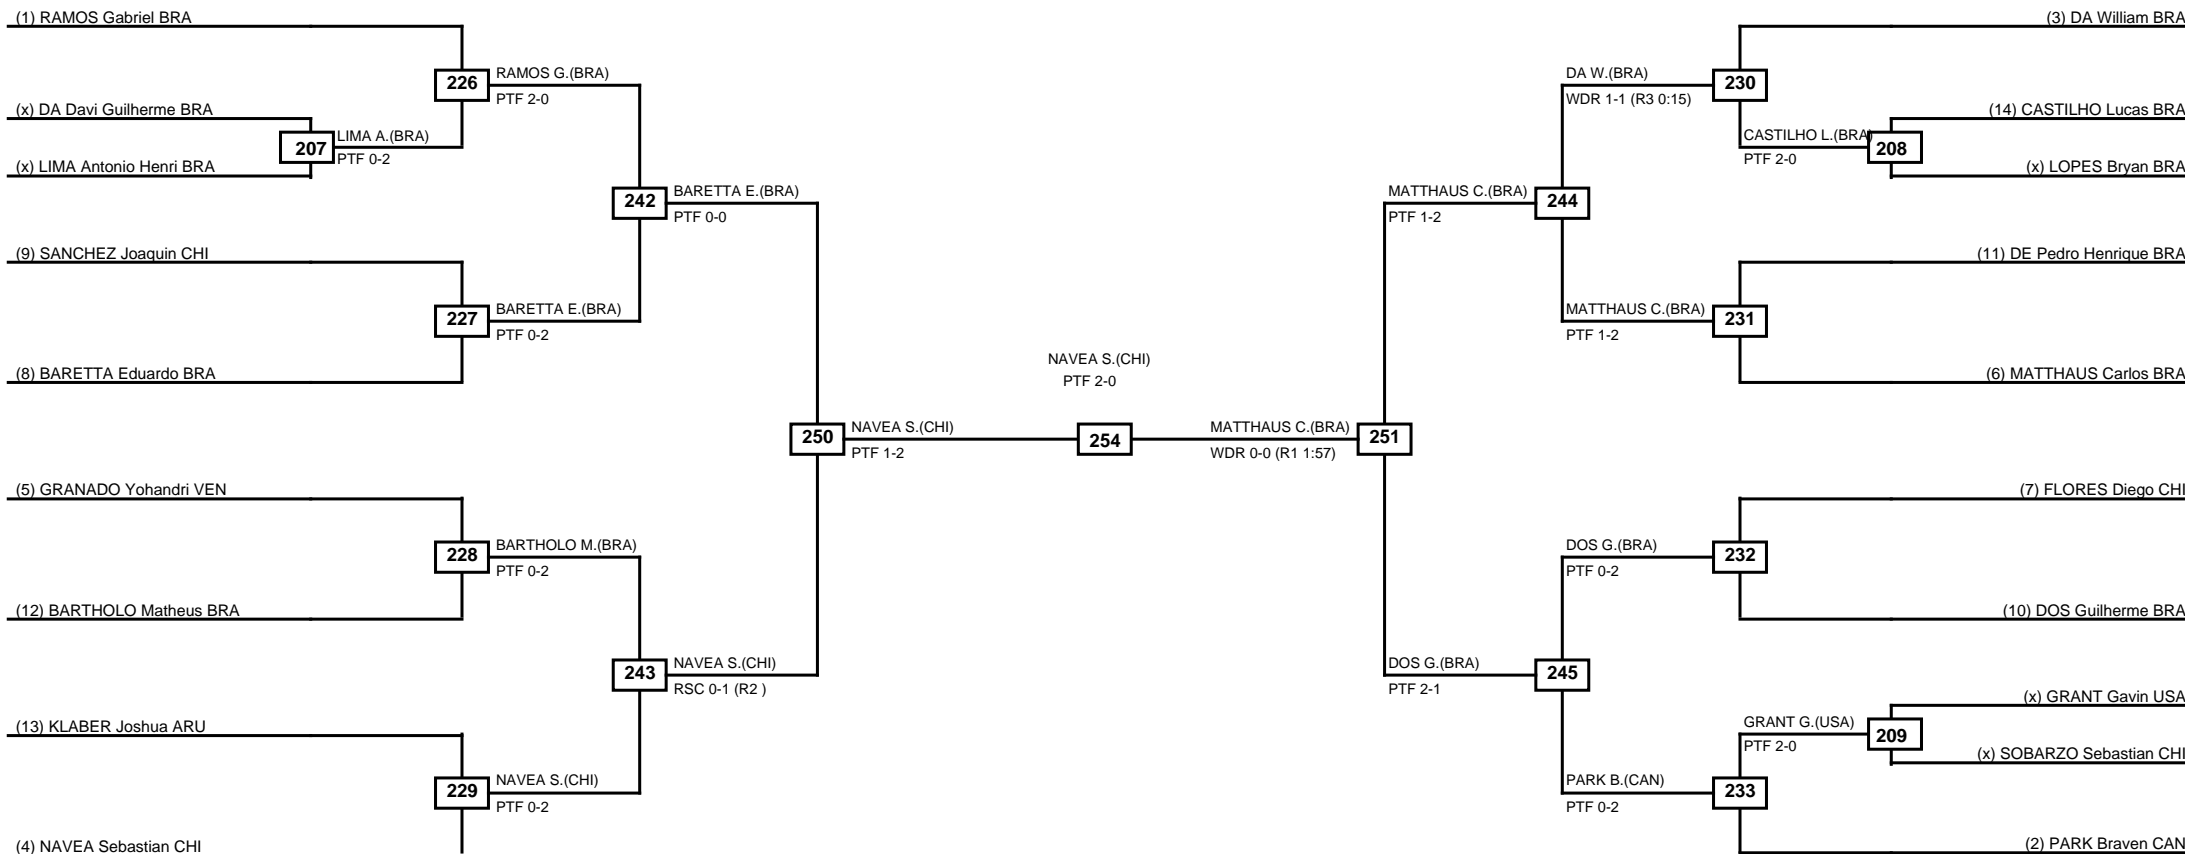 (1) RAMOS Gabriel BRA
226
RAMOS G.(BRA)
PTF 2-0
(x) DA Davi Guilherme BRA
207
LIMA A.(BRA)
PTF 0-2
(x) LIMA Antonio Henri BRA
242
BARETTA E.(BRA)
PTF 0-0
(9) SANCHEZ Joaquin CHI
227
BARETTA E.(BRA)
PTF 0-2
(8) BARETTA Eduardo BRA
250
NAVEA S.(CHI)
PTF 1-2
(5) GRANADO Yohandri VEN
228
BARTHOLO M.(BRA)
PTF 0-2
(12) BARTHOLO Matheus BRA
243
NAVEA S.(CHI)
RSC 0-1 (R2 )
(13) KLABER Joshua ARU
229
NAVEA S.(CHI)
PTF 0-2
(4) NAVEA Sebastian CHI
NAVEA S.(CHI)
PTF 2-0
254
(3) DA William BRA
DA W.(BRA)
WDR 1-1 (R3 0:15)
230
(14) CASTILHO Lucas BRA
CASTILHO L.(BRA)
PTF 2-0
208
(x) LOPES Bryan BRA
MATTHAUS C.(BRA)
PTF 1-2
244
(11) DE Pedro Henrique BRA
MATTHAUS C.(BRA)
PTF 1-2
231
(6) MATTHAUS Carlos BRA
MATTHAUS C.(BRA)
WDR 0-0 (R1 1:57)
251
(7) FLORES Diego CHI
DOS G.(BRA)
PTF 0-2
232
(10) DOS Guilherme BRA
DOS G.(BRA)
PTF 2-1
245
(x) GRANT Gavin USA
GRANT G.(USA)
PTF 2-0
209
(x) SOBARZO Sebastian CHI
PARK B.(CAN)
PTF 0-2
233
(2) PARK Braven CAN